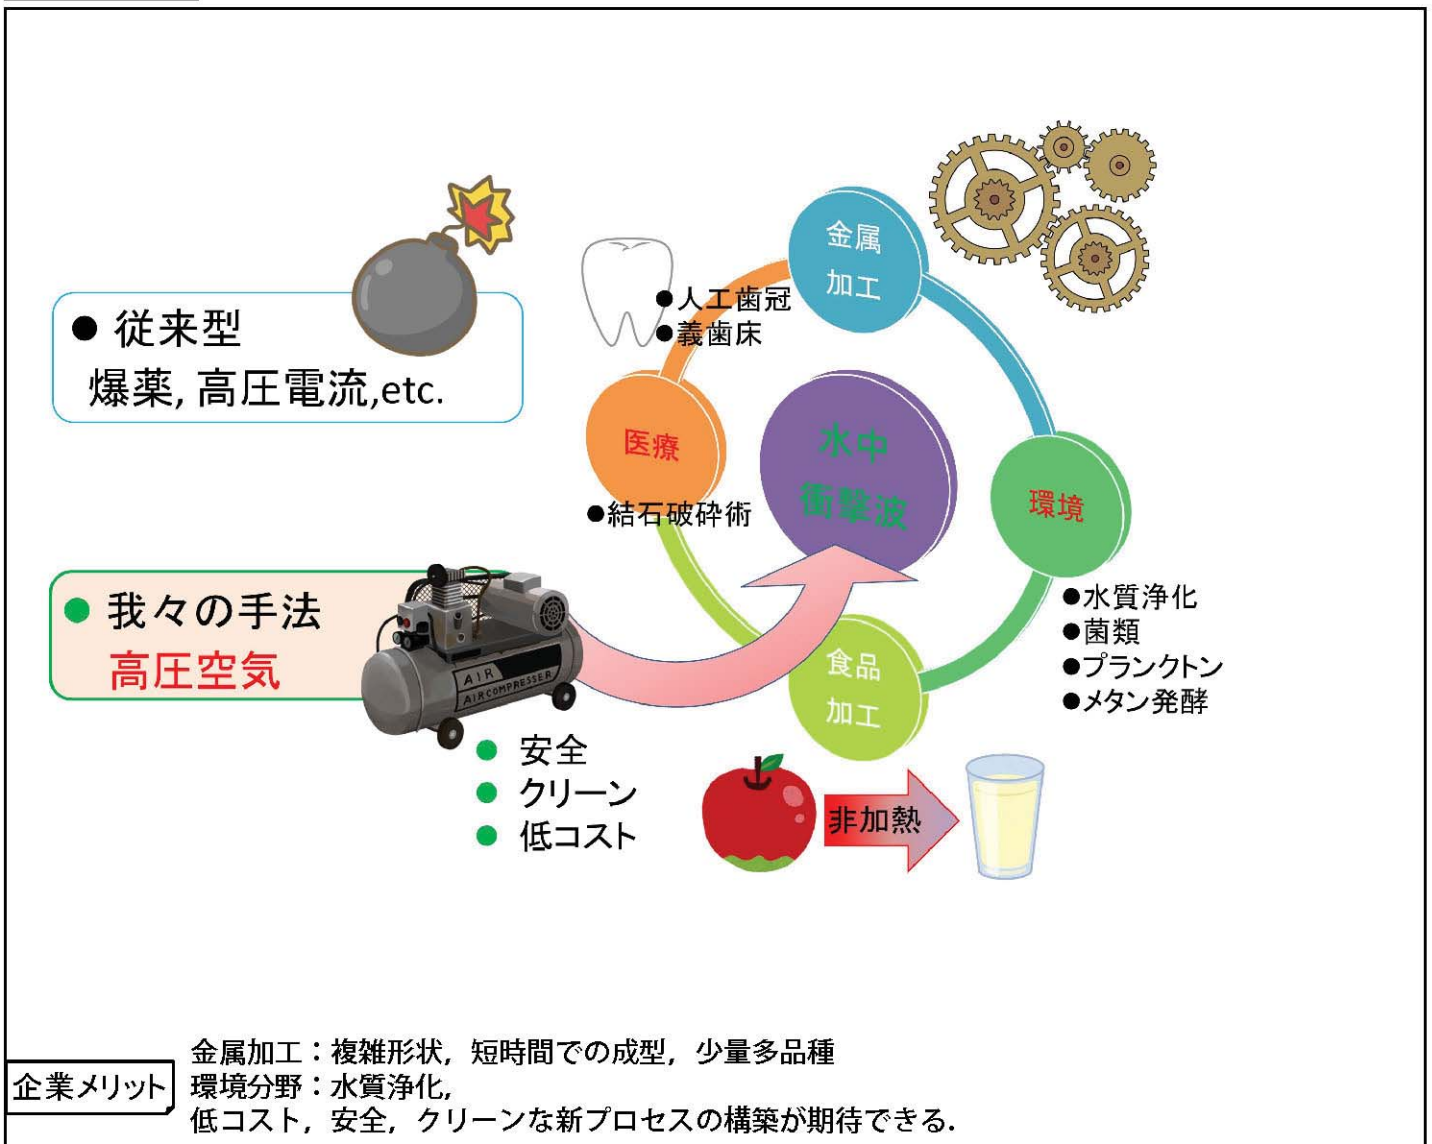 ● 従来型
爆薬, 高圧電流,etc.
● 我々の手法
高圧空気
AIR
AIRCOMPRESSER
● 安全
● クリーン
● 低コスト
金属
加工
●人工歯冠
●義歯床
医療
●結石破砕術
水中
衝撃波
環境
●水質浄化
●菌類
●プランクトン
●メタン発酵
食品
加工
非加熱
企業メリット
金属加工：複雑形状，短時間での成型，少量多品種
環境分野：水質浄化，
低コスト，安全，クリーンな新プロセスの構築が期待できる．